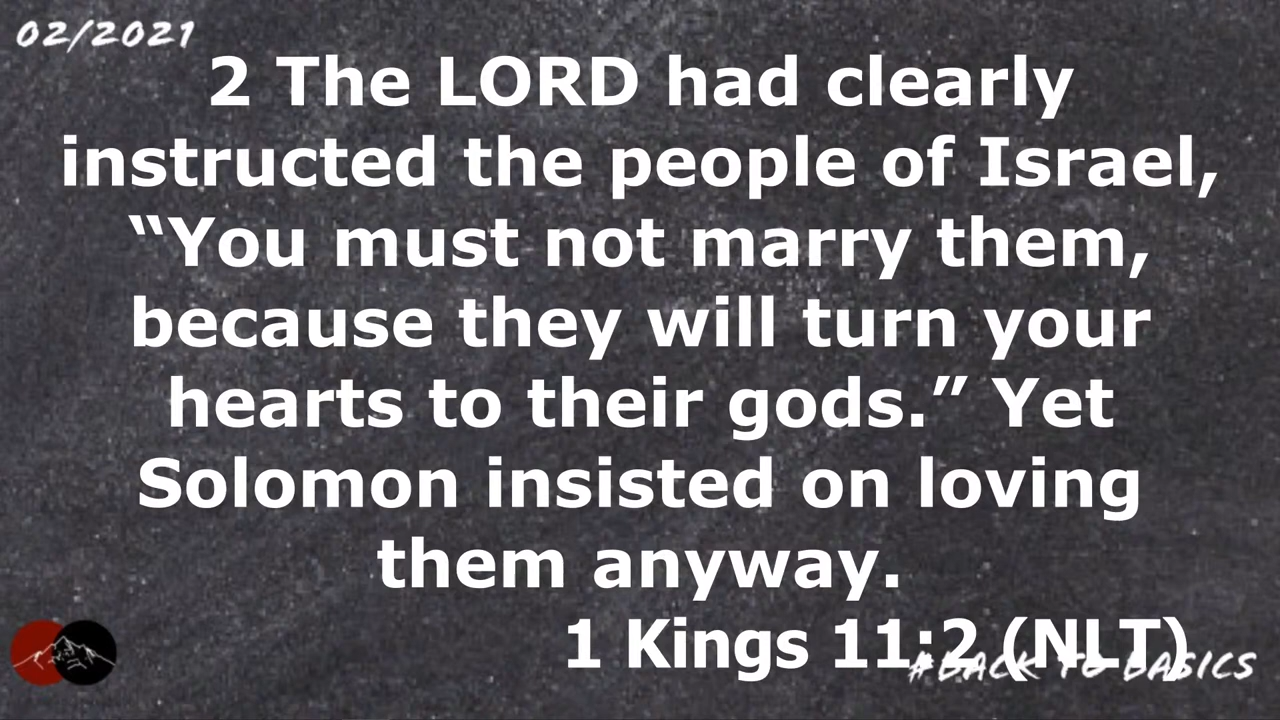 02/2021
2 The LORD had clearly
instructed the people of Israel,
“You must not marry them,
because they will turn your
hearts to their gods.” Yet
Solomon insisted on loving
them anyway.
1 Kings 11:2 (NLT)
#BACK TO BASICS